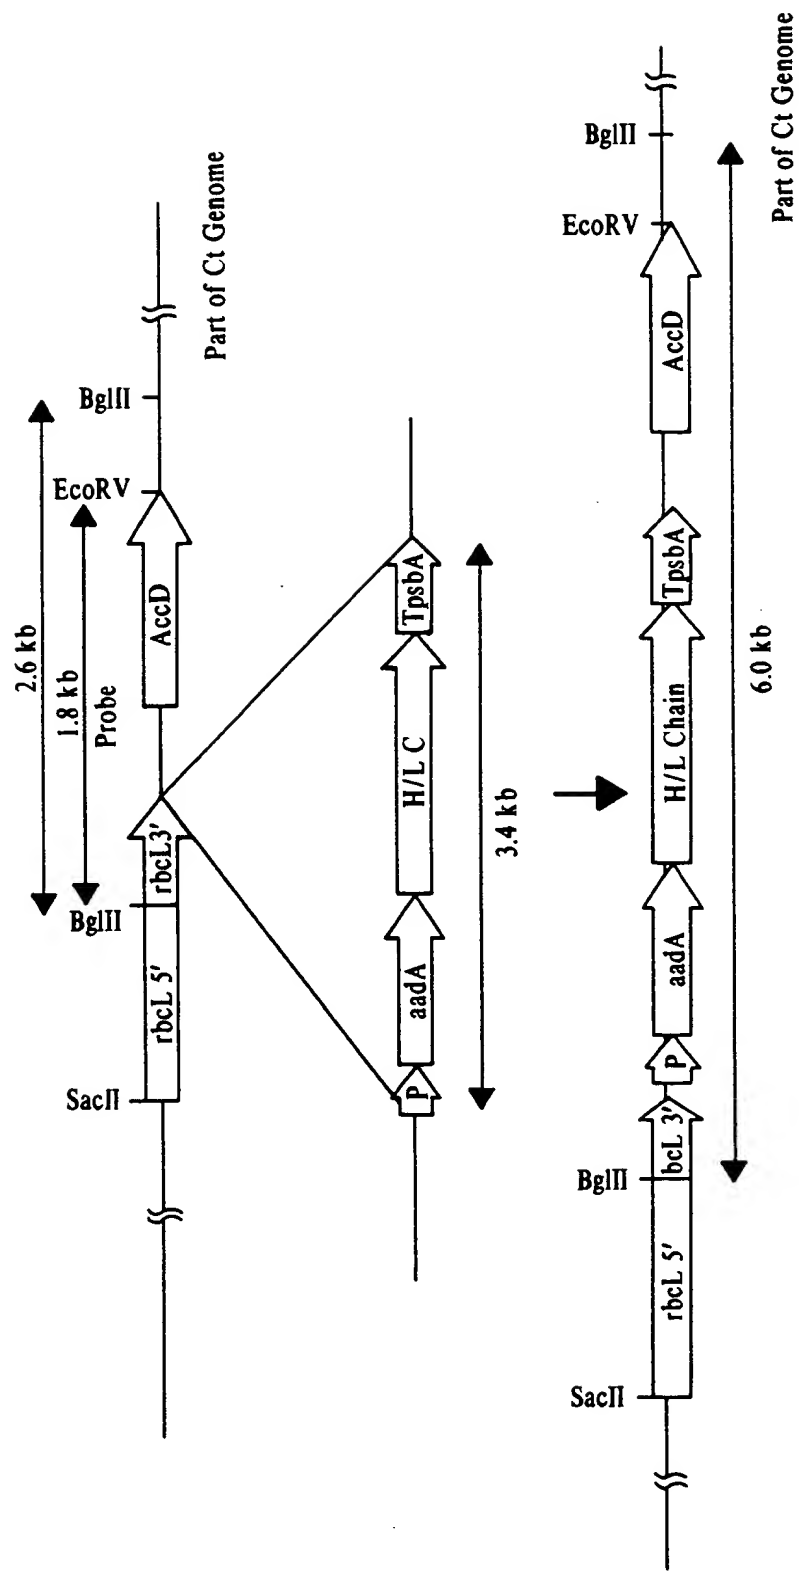 2.6 kb
1.8 kb
Probe
SacII
BglII
EcoRV
BglII
rbcL 5'
rbcL3'
AccD
Part of Ct Genome
P
aadA
H/L C
TpsbA
3.4 kb
SacII
BglII
EcoRV
BglII
rbcL 5'
bcL 3'
P
aadA
H/L Chain
TpsbA
AccD
6.0 kb
Part of Ct Genome